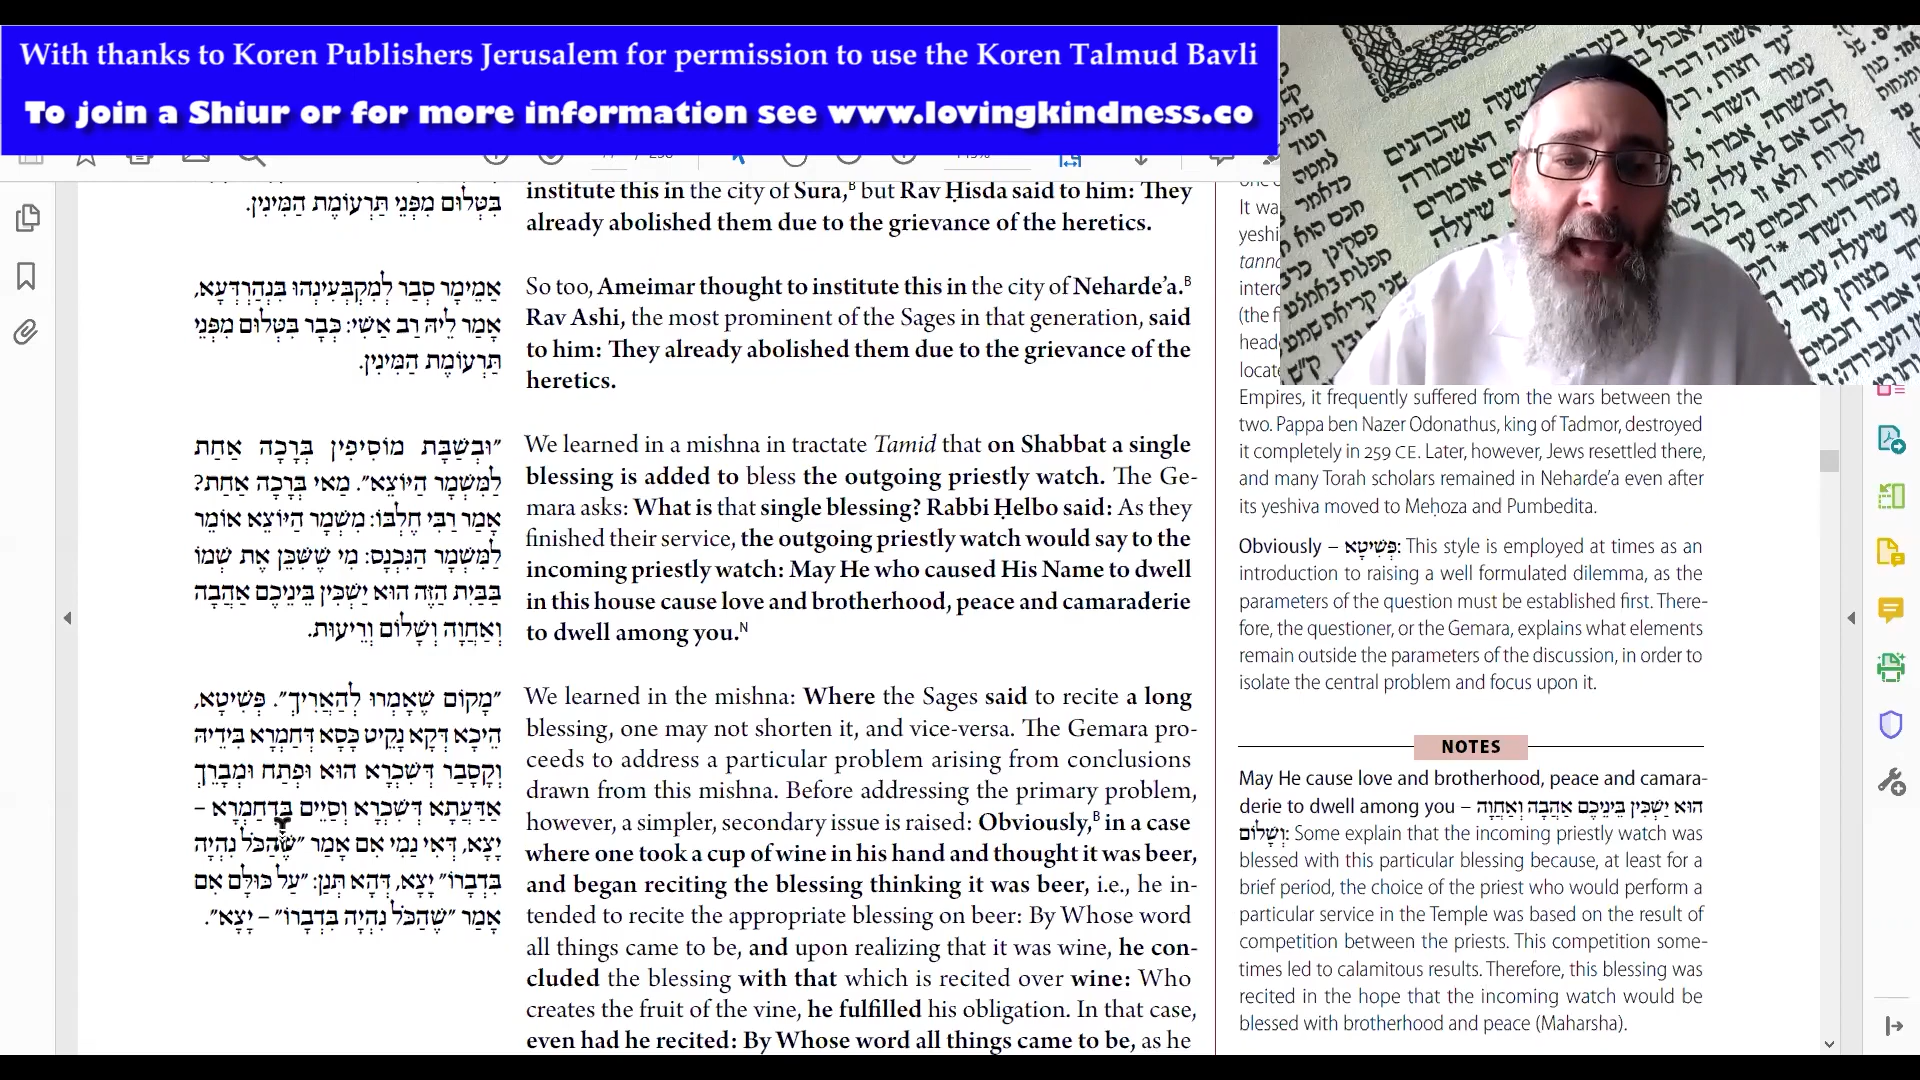 With thanks to Koren Publishers Jerusalem for permission to use the Koren Talmud Bavli
To join a Shiur or for more information see www.lovingkindness.co
בִּטְּלוּם מִפְּנֵי תַּרְעוֹמֶת הַמִּינִין.
אַמֵּימָר סְבַר לְמִקְבְּעִינְהוּ בִּנְהַרְדְּעָא,
אֲמַר לֵיהּ רַב אַשִׁי: כְּבָר בִּטְּלוּם מִפְּנֵי
תַּרְעוֹמֶת הַמִּינִין.
"וּבְשַׁבָּת מוֹסִיפִין בְּרָכָה אַחַת
לַמִּשְׁמָר הַיּוֹצֵא". מַאי בְּרָכָה אַחַת?
אָמַר רַבִּי חֶלְבּוֹ: מִשְׁמָר הַיּוֹצֵא אוֹמֵר
לַמִּשְׁמָר הַנִּכְנָס: מִי שֶׁשִּׁכֵּן אֶת שְׁמוֹ
בַּבַּיִת הַזֶּה הוּא יַשְׁכִּין בֵּינֵיכֶם אַהֲבָה
וְאַחֲוָה וְשָׁלוֹם וְרֵיעוּת.
"מָקוֹם שֶׁאָמְרוּ לְהַאֲרִיךְ". פְּשִׁיטָא,
הֵיכָא דְּקָא נָקֵיט כָּסָא דְּחַמְרָא בִּידֵיהּ
וְקָסָבַר דְּשִׁכְרָא הוּא וּפָתַח וּמְבָרֵךְ
אַדַּעְתָּא דְּשִׁכְרָא וְסַיֵּים בִּדְחַמְרָא –
יָצָא, דְּאִי נַמִי אִם אָמַר "שֶׁהַכֹּל נִהְיָה
בִּדְבָרוֹ" יָצָא, דְּהָא תְּנַן: "עַל כּוּלָּם אִם
אָמַר "שֶׁהַכֹּל נִהְיָה בִּדְבָרוֹ" – יָצָא".
institute this in the city of Sura,ᴮ but Rav Ḥisda said to him: They
already abolished them due to the grievance of the heretics.
So too, Ameimar thought to institute this in the city of Neharde'a.ᴮ
Rav Ashi, the most prominent of the Sages in that generation, said
to him: They already abolished them due to the grievance of the
heretics.
We learned in a mishna in tractate Tamid that on Shabbat a single
blessing is added to bless the outgoing priestly watch. The Ge-
mara asks: What is that single blessing? Rabbi Ḥelbo said: As they
finished their service, the outgoing priestly watch would say to the
incoming priestly watch: May He who caused His Name to dwell
in this house cause love and brotherhood, peace and camaraderie
to dwell among you.ᴺ
We learned in the mishna: Where the Sages said to recite a long
blessing, one may not shorten it, and vice-versa. The Gemara pro-
ceeds to address a particular problem arising from conclusions
drawn from this mishna. Before addressing the primary problem,
however, a simpler, secondary issue is raised: Obviously,ᴮ in a case
where one took a cup of wine in his hand and thought it was beer,
and began reciting the blessing thinking it was beer, i.e., he in-
tended to recite the appropriate blessing on beer: By Whose word
all things came to be, and upon realizing that it was wine, he con-
cluded the blessing with that which is recited over wine: Who
creates the fruit of the vine, he fulfilled his obligation. In that case,
even had he recited: By Whose word all things came to be, as he
It wa
Empires, it frequently suffered from the wars between the
two. Pappa ben Nazer Odonathus, king of Tadmor, destroyed
it completely in 259 CE. Later, however, Jews resettled there,
and many Torah scholars remained in Neharde'a even after
its yeshiva moved to Meḥoza and Pumbedita.
Obviously – פְּשִׁיטָא: This style is employed at times as an
introduction to raising a well formulated dilemma, as the
parameters of the question must be established first. There-
fore, the questioner, or the Gemara, explains what elements
remain outside the parameters of the discussion, in order to
isolate the central problem and focus upon it.
NOTES
May He cause love and brotherhood, peace and camara-
derie to dwell among you – הוּא יַשְׁכִּין בֵּינֵיכֶם אַהֲבָה וְאַחֲוָה
וְשָׁלוֹם: Some explain that the incoming priestly watch was
blessed with this particular blessing because, at least for a
brief period, the choice of the priest who would perform a
particular service in the Temple was based on the result of
competition between the priests. This competition some-
times led to calamitous results. Therefore, this blessing was
recited in the hope that the incoming watch would be
blessed with brotherhood and peace (Maharsha).